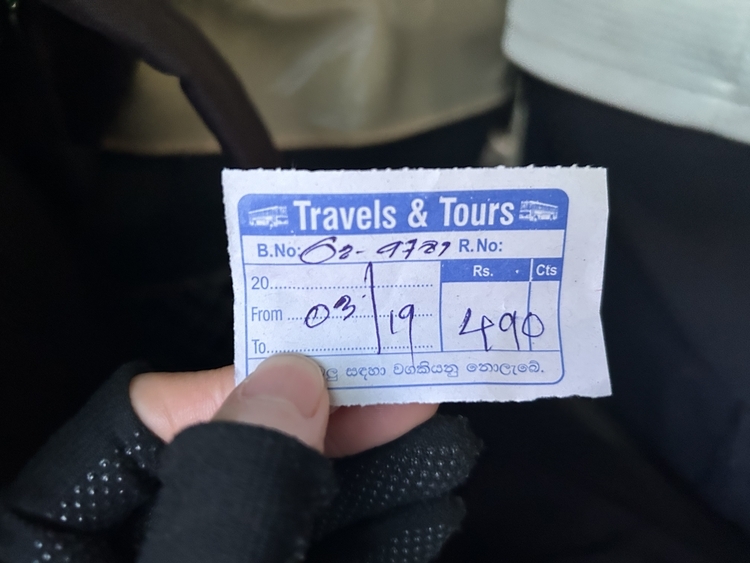 Travels & Tours
B.No: R.No:
Rs. Cts
20
From 03/19 490
To
සඳහා වගකියනු නොලැබේ.